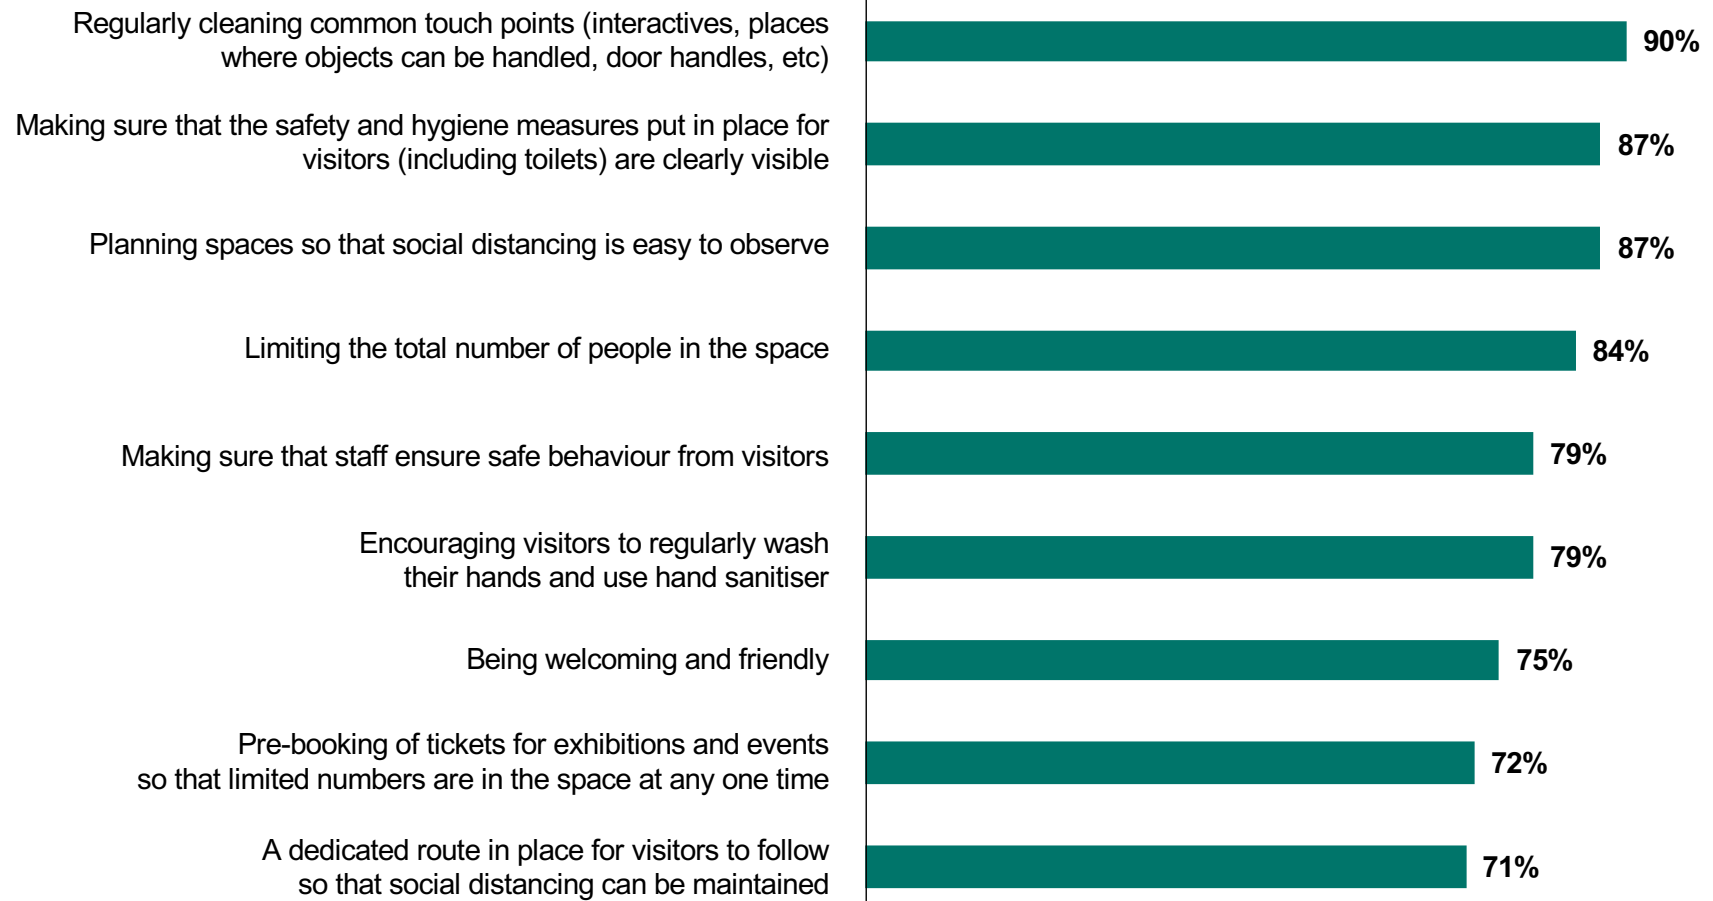 Regularly cleaning common touch points (interactives, places
where objects can be handled, door handles, etc)
90%
Making sure that the safety and hygiene measures put in place for
visitors (including toilets) are clearly visible
87%
Planning spaces so that social distancing is easy to observe
87%
Limiting the total number of people in the space
84%
Making sure that staff ensure safe behaviour from visitors
79%
Encouraging visitors to regularly wash
their hands and use hand sanitiser
79%
Being welcoming and friendly
75%
Pre-booking of tickets for exhibitions and events
so that limited numbers are in the space at any one time
72%
A dedicated route in place for visitors to follow
so that social distancing can be maintained
71%